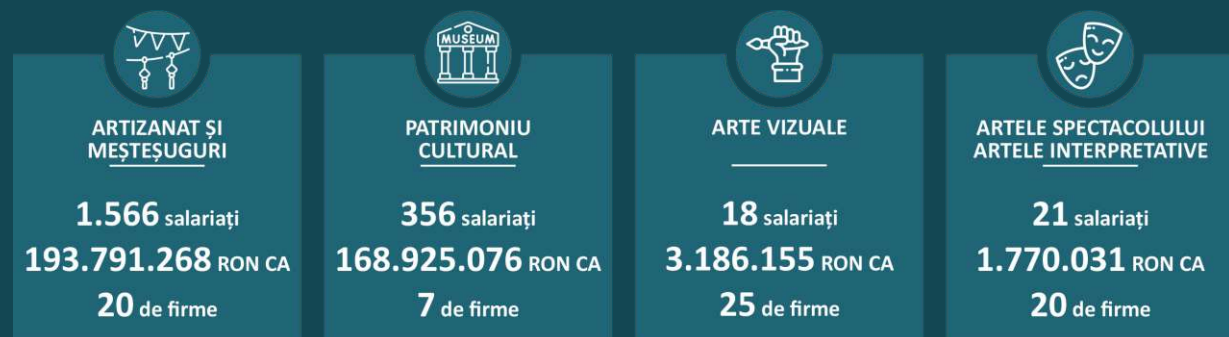 ARTIZANAT ȘI
MEȘTEȘUGURI
1.566 salariați
193.791.268 RON CA
20 de firme
MUSEUM
PATRIMONIU
CULTURAL
356 salariați
168.925.076 RON CA
7 de firme
ARTE VIZUALE
18 salariați
3.186.155 RON CA
25 de firme
ARTELE SPECTACOLULUI
ARTELE INTERPRETATIVE
21 salariați
1.770.031 RON CA
20 de firme